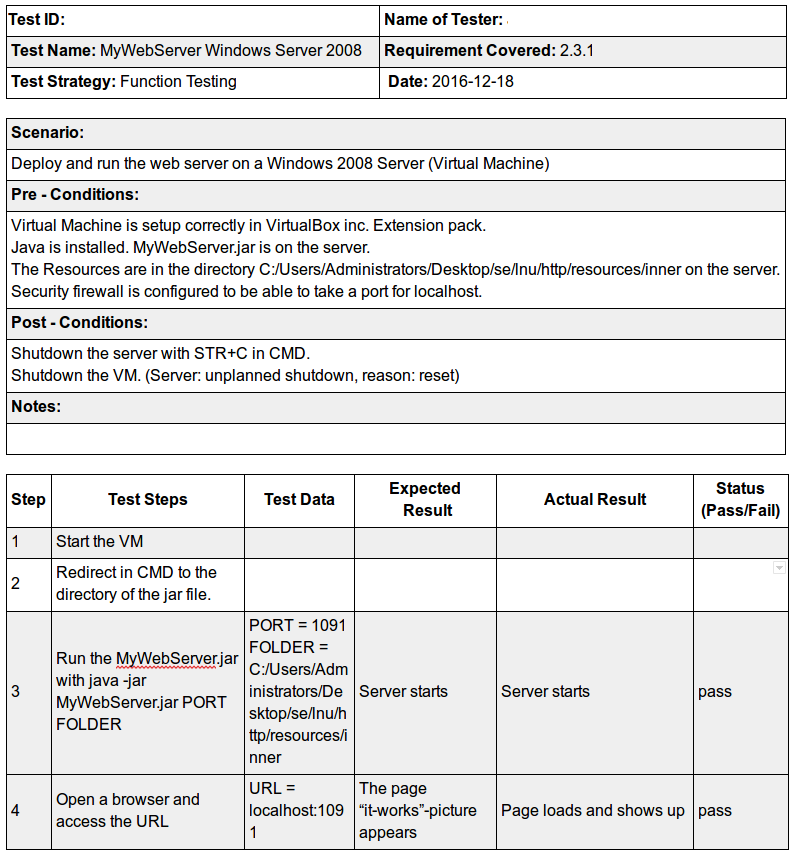 Test ID:
Name of Tester:
Test Name: MyWebServer Windows Server 2008
Requirement Covered: 2.3.1
Test Strategy: Function Testing
Date: 2016-12-18
Scenario:
Deploy and run the web server on a Windows 2008 Server (Virtual Machine)
Pre - Conditions:
Virtual Machine is setup correctly in VirtualBox inc. Extension pack.
Java is installed. MyWebServer.jar is on the server.
The Resources are in the directory C:/Users/Administrators/Desktop/se/lnu/http/resources/inner on the server.
Security firewall is configured to be able to take a port for localhost.
Post - Conditions:
Shutdown the server with STR+C in CMD.
Shutdown the VM. (Server: unplanned shutdown, reason: reset)
Notes:
Step
Test Steps
Test Data
Expected
Result
Actual Result
Status
(Pass/Fail)
1
Start the VM
2
Redirect in CMD to the
directory of the jar file.
3
Run the MyWebServer.jar
with java -jar
MyWebServer.jar PORT
FOLDER
PORT = 1091
FOLDER =
C:/Users/Adm
inistrators/De
sktop/se/lnu/h
ttp/resources/i
nner
Server starts
Server starts
pass
4
Open a browser and
access the URL
URL =
localhost:109
1
The page
“it-works”-picture
appears
Page loads and shows up
pass